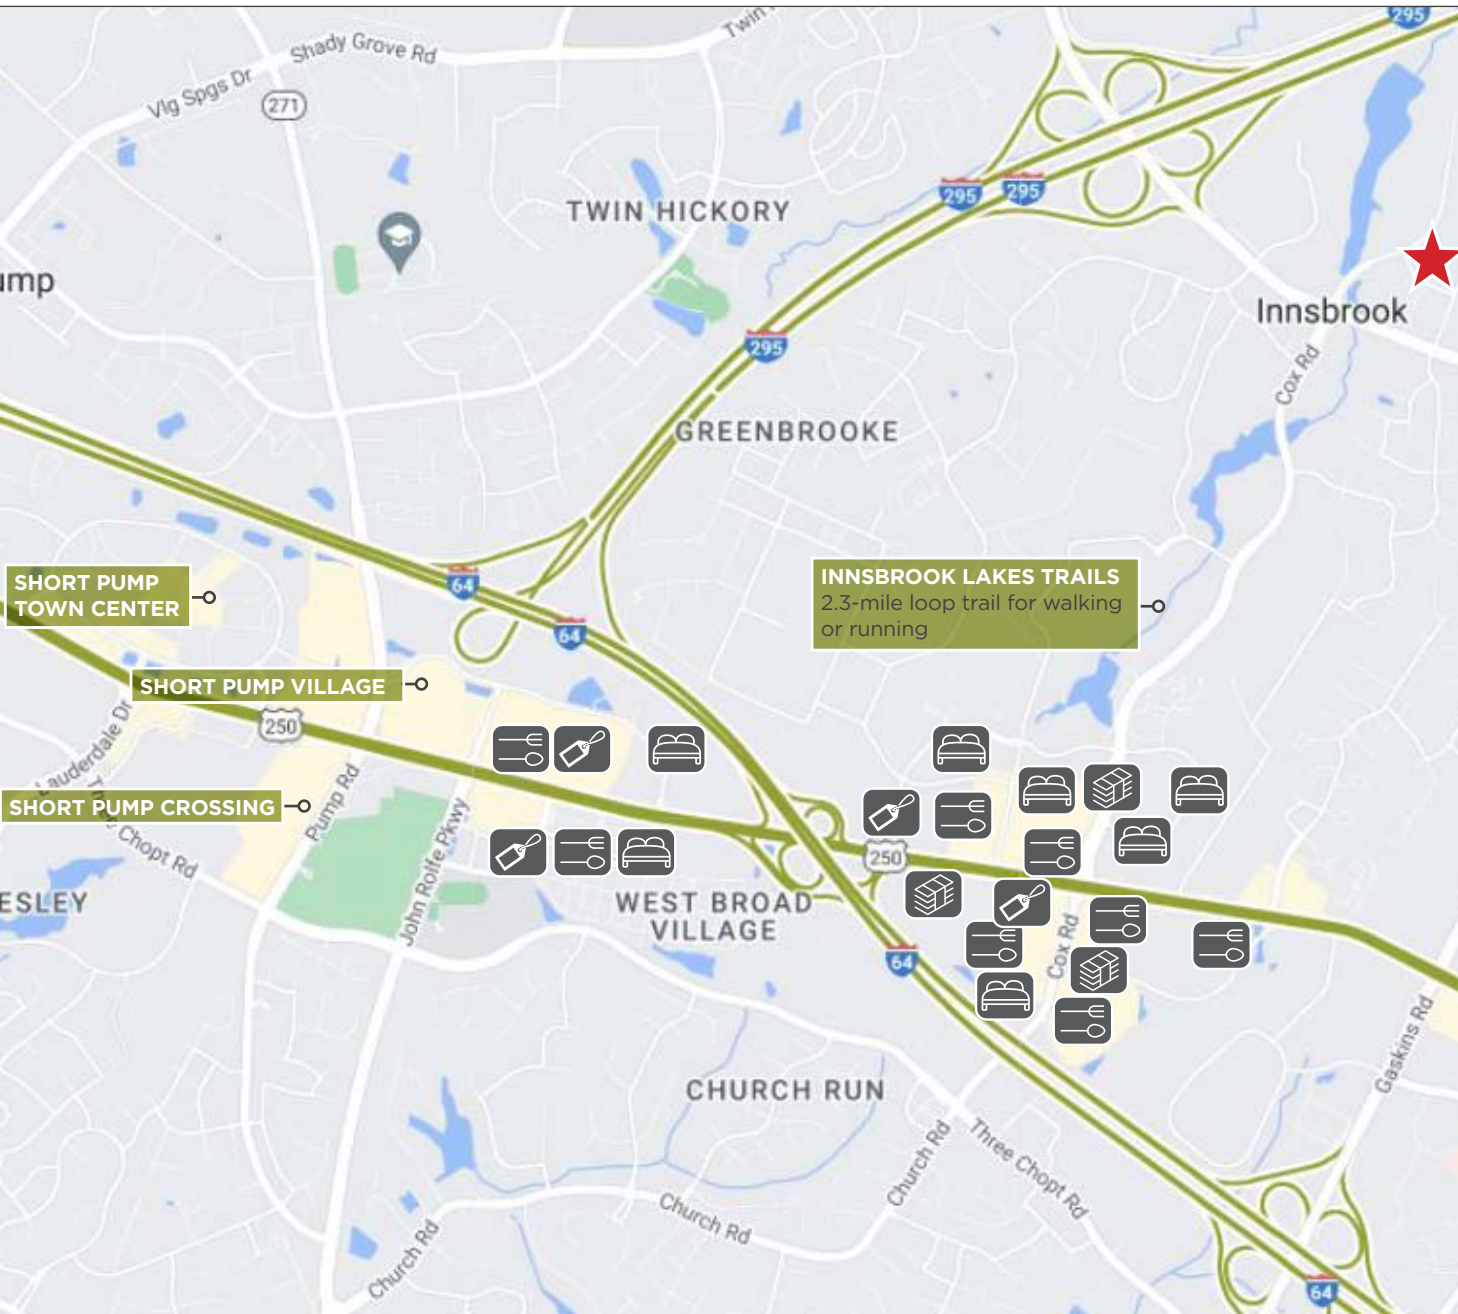 295
Twin
Shady Grove Rd
Vlg Spgs Dr
271
295
295
TWIN HICKORY
ump
Innsbrook
295
Cox Rd
GREENBROOKE
64
SHORT PUMP
TOWN CENTER
INNSBROOK LAKES TRAILS
2.3-mile loop trail for walking
or running
64
SHORT PUMP VILLAGE
250
Lauderdale Dr
SHORT PUMP CROSSING
Pump Rd
Three Chopt Rd
John Rolfe Pkwy
250
ESLEY
WEST BROAD
VILLAGE
Cox Rd
64
Gaskins Rd
CHURCH RUN
Church Rd
Three Chopt Rd
Church Rd
Church Rd
64